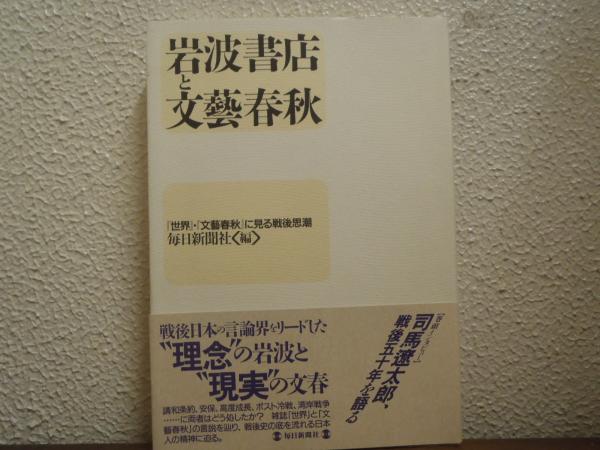 岩波書店
と
文藝春秋
『世界』・『文藝春秋』に見る戦後思潮
毎日新聞社〈編〉
戦後日本の言論界をリードした
“理念”の岩波と
“現実”の文春
講和条約、安保、高度成長、ポスト冷戦、湾岸戦争
……に両者はどう処したか？ 雑誌『世界』と『文
藝春秋』の言説を辿り、戦後史の底を流れる日本
人の精神に迫る。
毎日新聞社
司馬遼太郎、
戦後五十年を語る